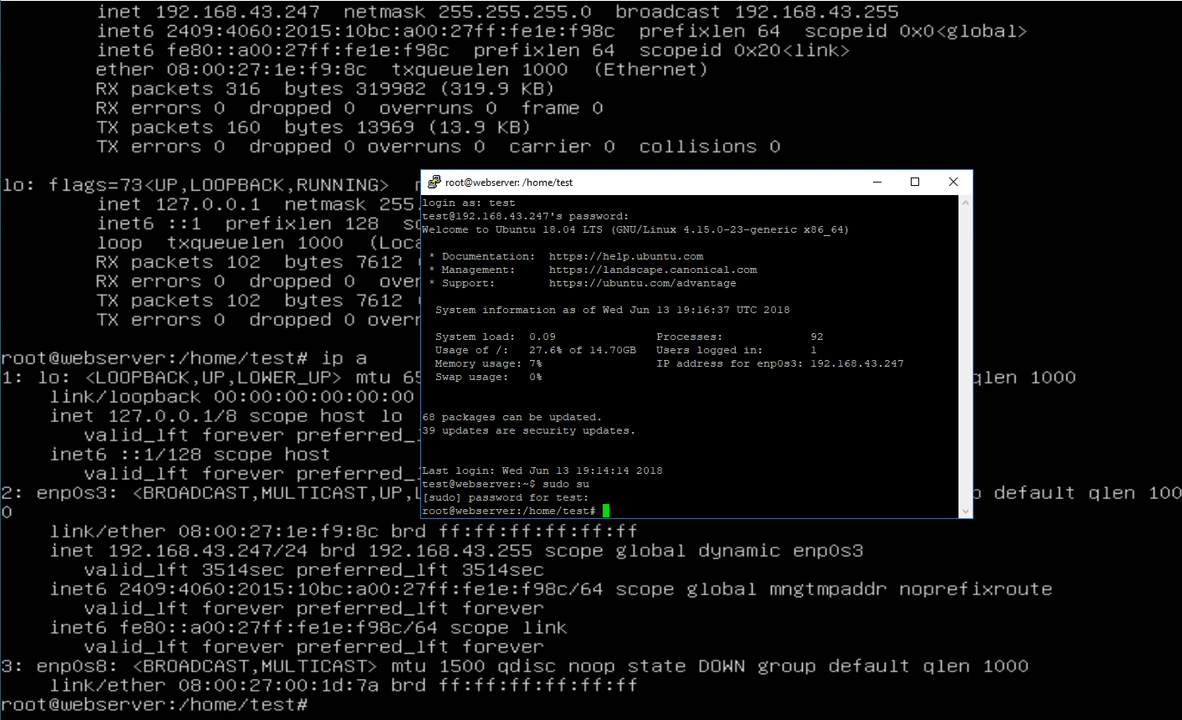 inet 192.168.43.247  netmask 255.255.255.0  broadcast 192.168.43.255
inet6 2409:4060:2015:10bc:a00:27ff:fe1e:f98c  prefixlen 64  scopeid 0x0<global>
inet6 fe80::a00:27ff:fe1e:f98c  prefixlen 64  scopeid 0x20<link>
ether 08:00:27:1e:f9:8c  txqueuelen 1000  (Ethernet)
RX packets 316  bytes 319982 (319.9 KB)
RX errors 0  dropped 0  overruns 0  frame 0
TX packets 160  bytes 13969 (13.9 KB)
TX errors 0  dropped 0 overruns 0  carrier 0  collisions 0
lo: flags=73<UP,LOOPBACK,RUNNING>
inet 127.0.0.1  netmask 255.
inet6 ::1  prefixlen 128
loop  txqueuelen 1000  (Loca
RX packets 102  bytes 7612
RX errors 0  dropped 0  over
TX packets 102  bytes 7612
TX errors 0  dropped 0 overr
root@webserver:/home/test# ip a
1: lo: <LOOPBACK,UP,LOWER_UP> mtu 65 qlen 1000
link/loopback 00:00:00:00:00:00
inet 127.0.0.1/8 scope host lo
valid_lft forever preferred_
inet6 ::1/128 scope host
valid_lft forever preferred_
2: enp0s3: <BROADCAST,MULTICAST,UP,L default qlen 100
0
link/ether 08:00:27:1e:f9:8c brd ff:ff:ff:ff:ff:ff
inet 192.168.43.247/24 brd 192.168.43.255 scope global dynamic enp0s3
valid_lft 3514sec preferred_lft 3514sec
inet6 2409:4060:2015:10bc:a00:27ff:fe1e:f98c/64 scope global mngtmpaddr noprefixroute
valid_lft forever preferred_lft forever
inet6 fe80::a00:27ff:fe1e:f98c/64 scope link
valid_lft forever preferred_lft forever
3: enp0s8: <BROADCAST,MULTICAST> mtu 1500 qdisc noop state DOWN group default qlen 1000
link/ether 08:00:27:00:1d:7a brd ff:ff:ff:ff:ff:ff
root@webserver:/home/test#
root@webserver: /home/test
login as: test
test@192.168.43.247's password:
Welcome to Ubuntu 18.04 LTS (GNU/Linux 4.15.0-23-generic x86_64)
* Documentation:  https://help.ubuntu.com
* Management:     https://landscape.canonical.com
* Support:        https://ubuntu.com/advantage
System information as of Wed Jun 13 19:16:37 UTC 2018
System load:  0.09               Processes:             92
Usage of /:   27.6% of 14.70GB   Users logged in:       1
Memory usage: 7%                 IP address for enp0s3: 192.168.43.247
Swap usage:   0%
68 packages can be updated.
39 updates are security updates.
Last login: Wed Jun 13 19:14:14 2018
test@webserver:~$ sudo su
[sudo] password for test:
root@webserver:/home/test#